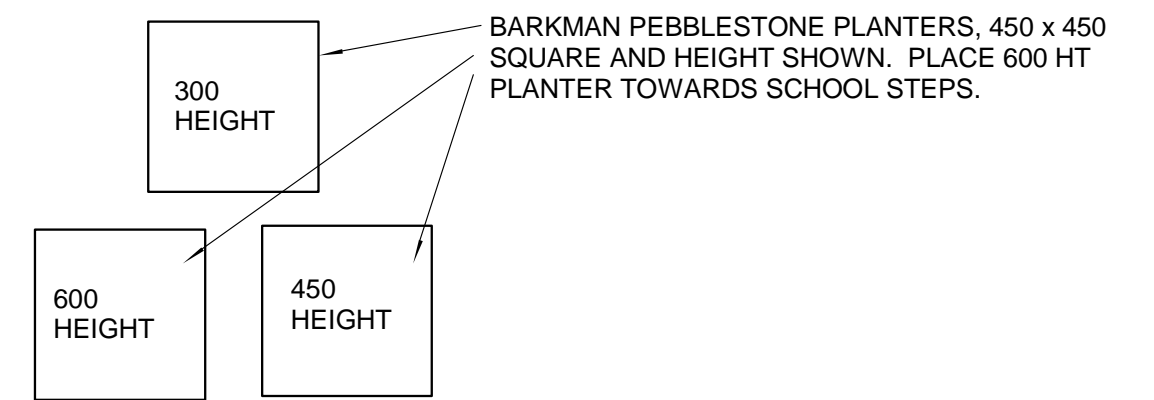 BARKMAN PEBBLESTONE PLANTERS, 450 x 450
SQUARE AND HEIGHT SHOWN. PLACE 600 HT
PLANTER TOWARDS SCHOOL STEPS.
300
HEIGHT
600
HEIGHT
450
HEIGHT